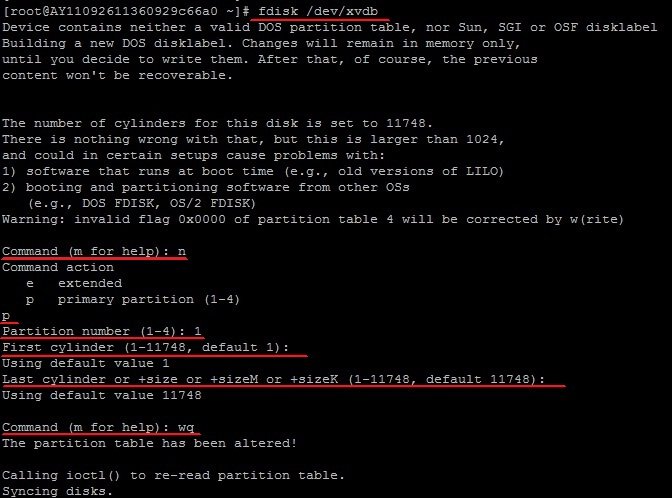 [root@AY11092611360929c66a0 ~]# fdisk /dev/xvdb
Device contains neither a valid DOS partition table, nor Sun, SGI or OSF disklabel
Building a new DOS disklabel. Changes will remain in memory only,
until you decide to write them. After that, of course, the previous
content won't be recoverable.
The number of cylinders for this disk is set to 11748.
There is nothing wrong with that, but this is larger than 1024,
and could in certain setups cause problems with:
1) software that runs at boot time (e.g., old versions of LILO)
2) booting and partitioning software from other OSs
(e.g., DOS FDISK, OS/2 FDISK)
Warning: invalid flag 0x0000 of partition table 4 will be corrected by w(rite)
Command (m for help): n
Command action
e extended
p primary partition (1-4)
p
Partition number (1-4): 1
First cylinder (1-11748, default 1):
Using default value 1
Last cylinder or +size or +sizeM or +sizeK (1-11748, default 11748):
Using default value 11748
Command (m for help): wq
The partition table has been altered!
Calling ioctl() to re-read partition table.
Syncing disks.